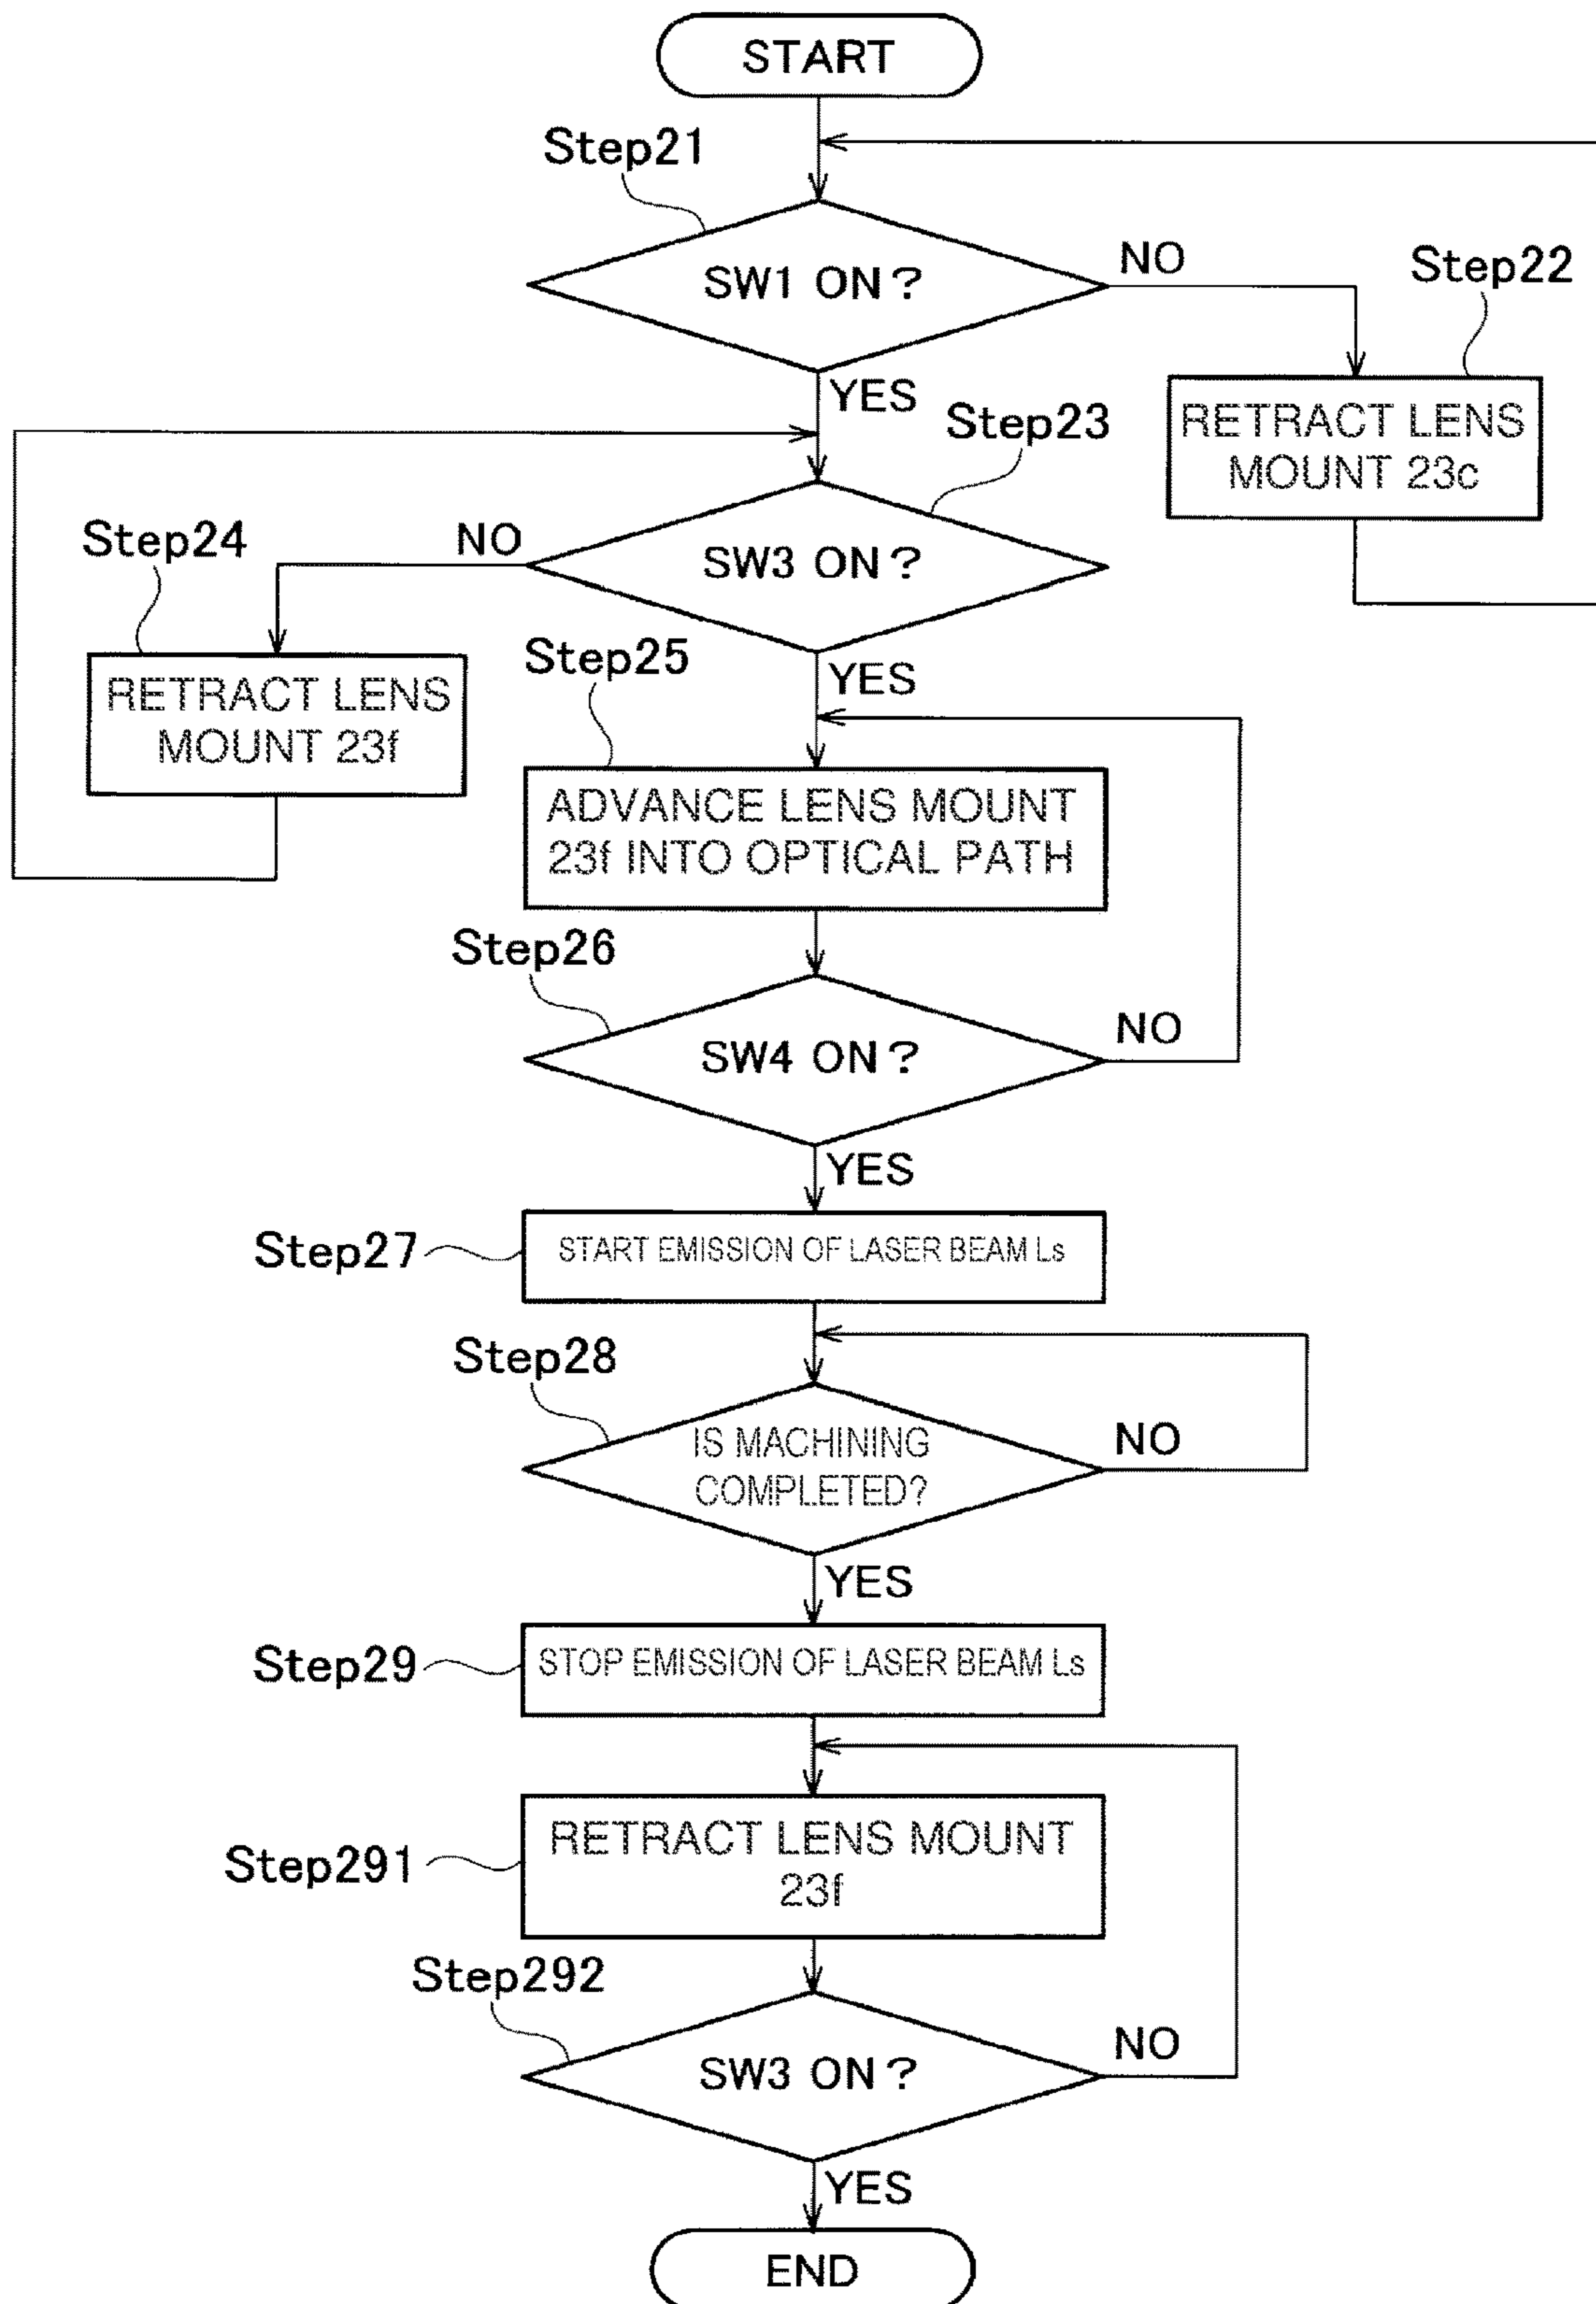 START
Step21
SW1 ON?
NO
Step22
RETRACT LENS
MOUNT 23c
YES
Step23
SW3 ON?
NO
Step24
RETRACT LENS
MOUNT 23f
YES
Step25
ADVANCE LENS MOUNT
23f INTO OPTICAL PATH
Step26
SW4 ON?
NO
YES
Step27
START EMISSION OF LASER BEAM Ls
Step28
IS MACHINING
COMPLETED?
NO
YES
Step29
STOP EMISSION OF LASER BEAM Ls
Step291
RETRACT LENS MOUNT
23f
Step292
SW3 ON?
NO
YES
END